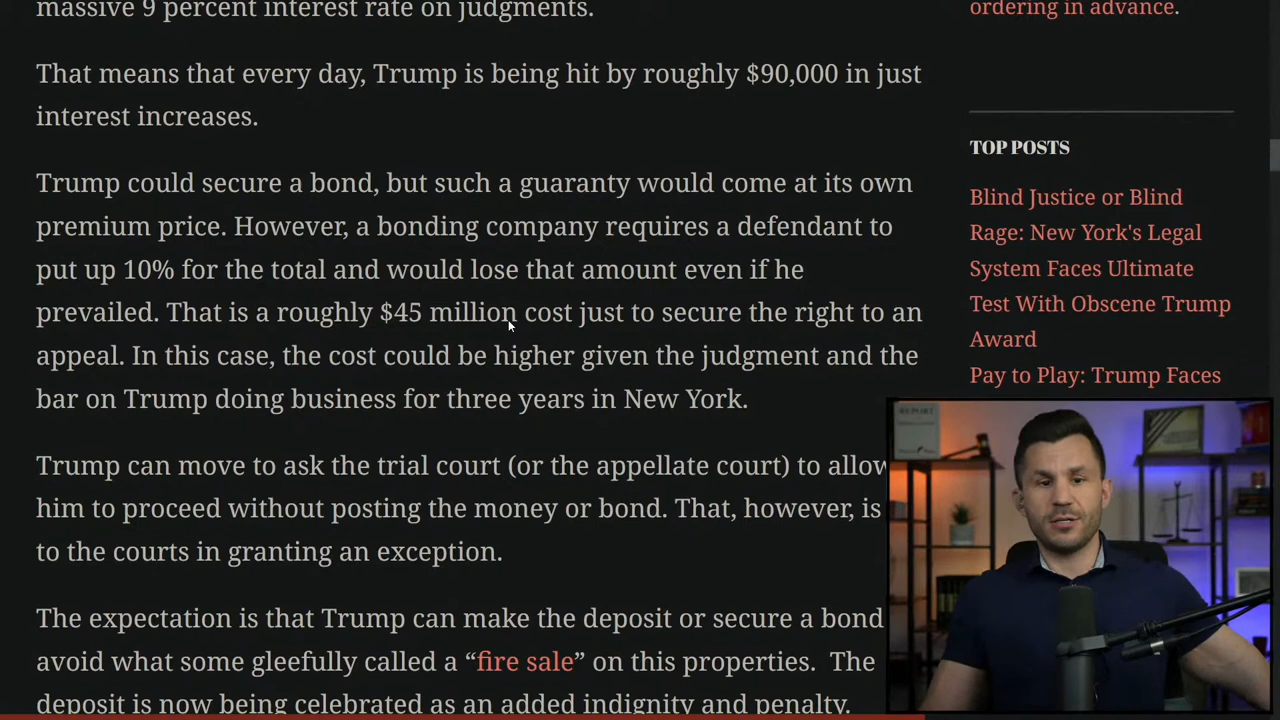 massive 9 percent interest rate on judgments.
That means that every day, Trump is being hit by roughly $90,000 in just
interest increases.
Trump could secure a bond, but such a guaranty would come at its own
premium price. However, a bonding company requires a defendant to
put up 10% for the total and would lose that amount even if he
prevailed. That is a roughly $45 million cost just to secure the right to an
appeal. In this case, the cost could be higher given the judgment and the
bar on Trump doing business for three years in New York.
Trump can move to ask the trial court (or the appellate court) to allow
him to proceed without posting the money or bond. That, however, is
to the courts in granting an exception.
The expectation is that Trump can make the deposit or secure a bond
avoid what some gleefully called a “fire sale” on this properties. The
deposit is now being celebrated as an added indignity and penalty.
ordering in advance.
TOP POSTS
Blind Justice or Blind
Rage: New York's Legal
System Faces Ultimate
Test With Obscene Trump
Award
Pay to Play: Trump Faces